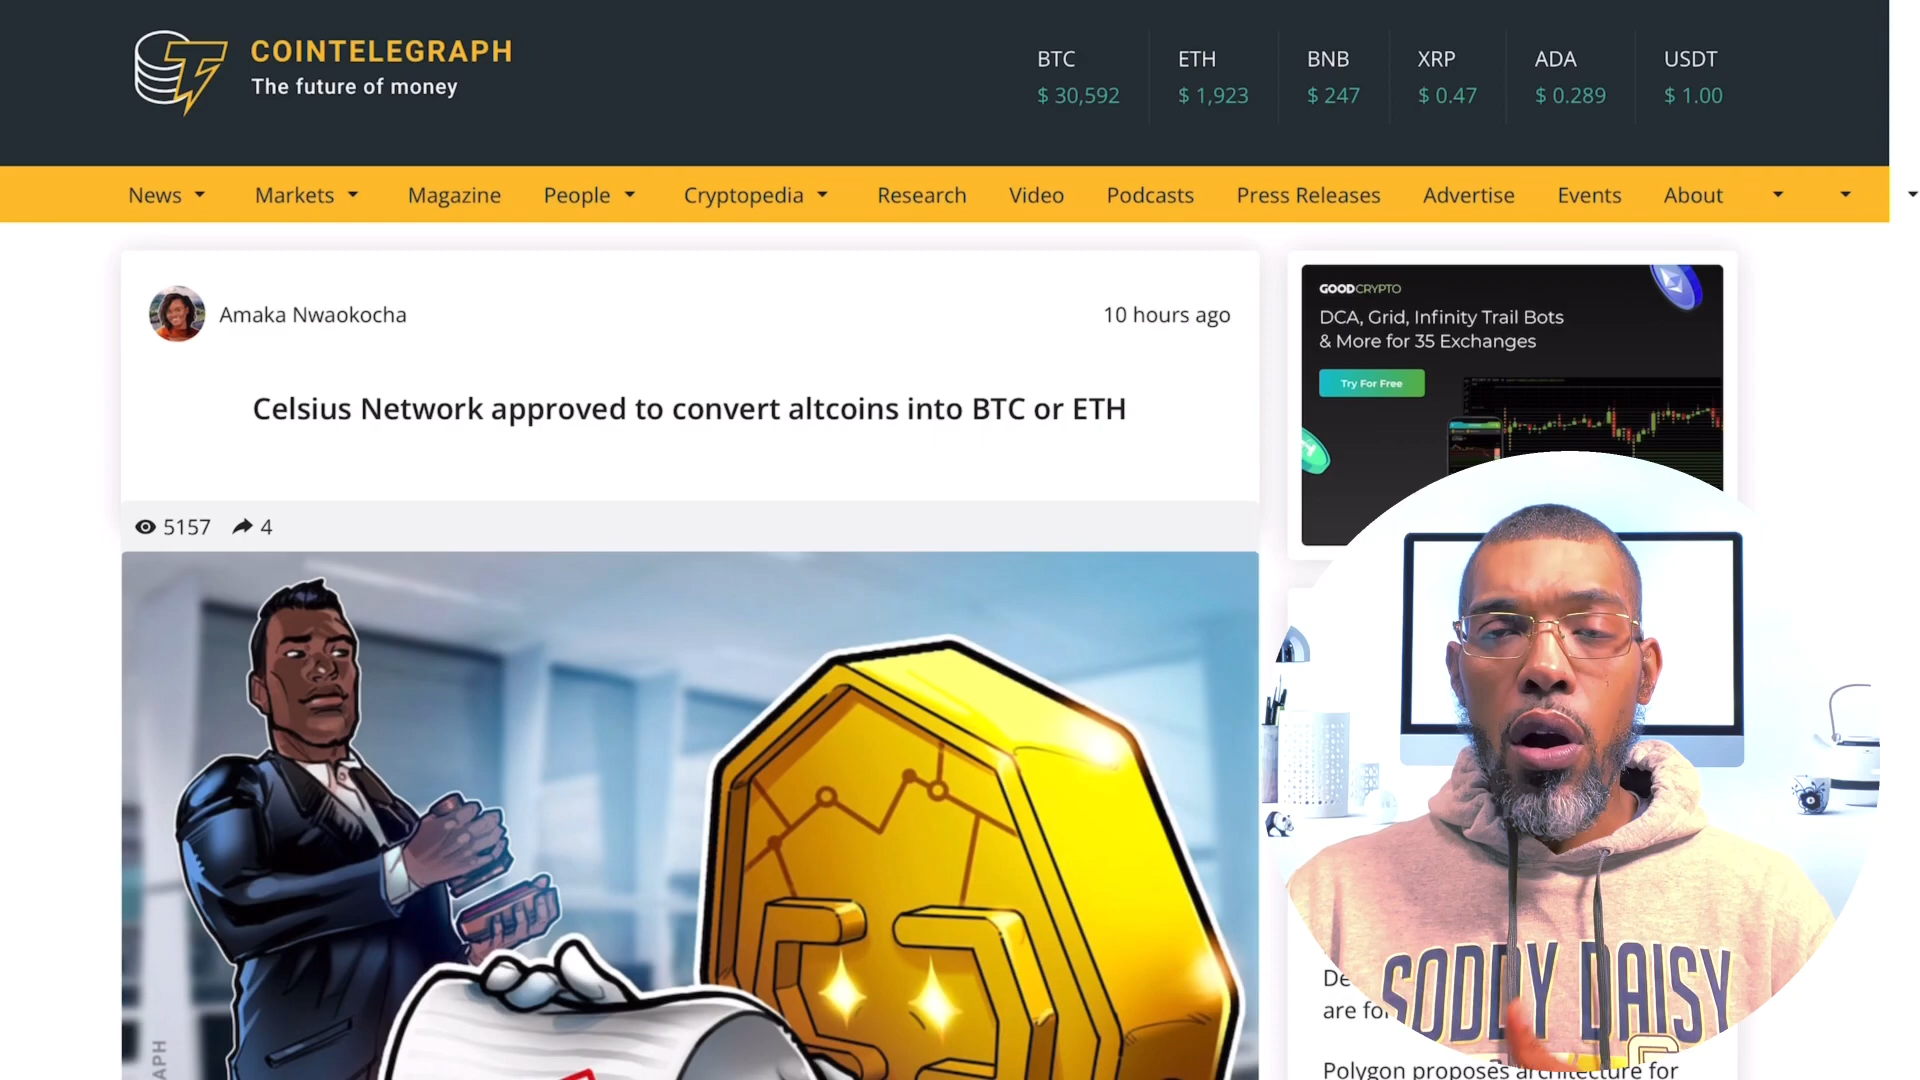 COINTELEGRAPH
The future of money
BTC ETH BNB XRP ADA USDT
$ 30,592 $ 1,923 $ 247 $ 0.47 $ 0.289 $ 1.00
News Markets Magazine People Cryptopedia Research Video Podcasts Press Releases Advertise Events About
Amaka Nwaokocha 10 hours ago
Celsius Network approved to convert altcoins into BTC or ETH
5157 4
GOODCRYPTO
DCA, Grid, Infinity Trail Bots
& More for 35 Exchanges
Try For Free
are
SODDY DAISY
Polygon proposes architecture for